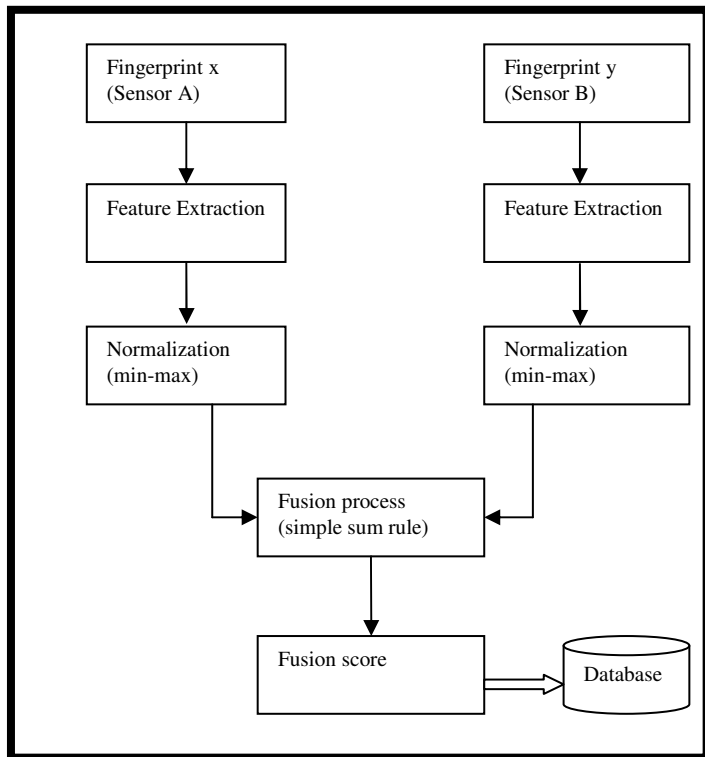 Fingerprint x
(Sensor A)
Fingerprint y
(Sensor B)
Feature Extraction
Feature Extraction
Normalization
(min-max)
Normalization
(min-max)
Fusion process
(simple sum rule)
Fusion score
Database